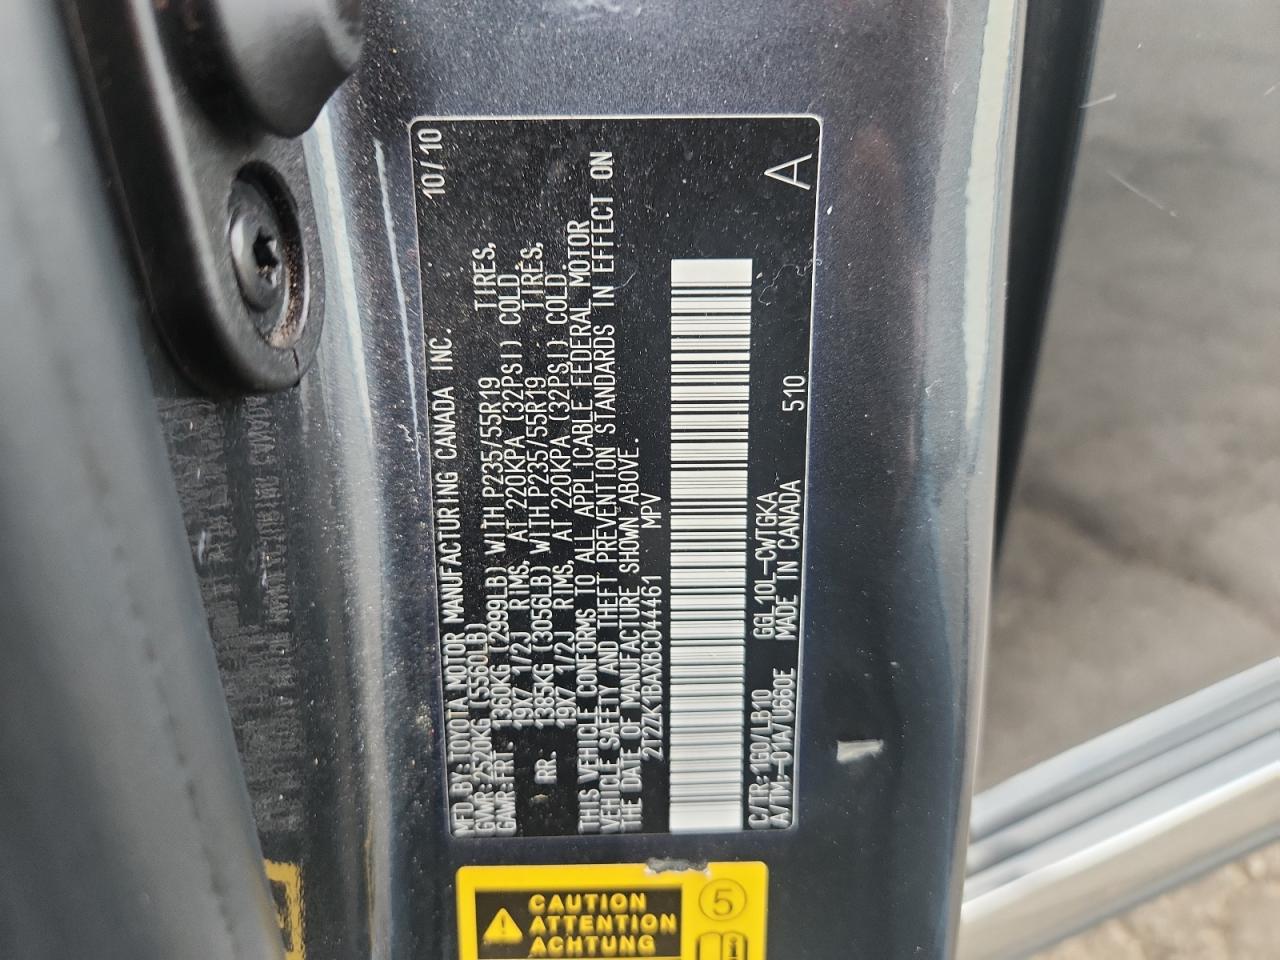 MFD.BY:TOYOTA MOTOR MANUFACTURING CANADA INC. 10/10
GVWR:2520KG (5560LB)
GAWR:FRT. 1360KG (2999LB) WITH P235/55R19 TIRES,
19X7 1/2J RIMS, AT 220KPA (32PSI) COLD
RR. 1385KG (3056LB) WITH P235/55R19 TIRES,
19X7 1/2J RIMS, AT 220KPA (32PSI) COLD.
THIS VEHICLE CONFORMS TO ALL APPLICABLE FEDERAL MOTOR
VEHICLE SAFETY AND THEFT PREVENTION STANDARDS IN EFFECT ON
THE DATE OF MANUFACTURE SHOWN ABOVE.
2T2ZK1BAXBC044461 MPV
C/TR:1G0/LB10 GGL10L-CWTGKA
A/TM:-01A/U660E MADE IN CANADA 510 A
CAUTION
ATTENTION
ACHTUNG
5